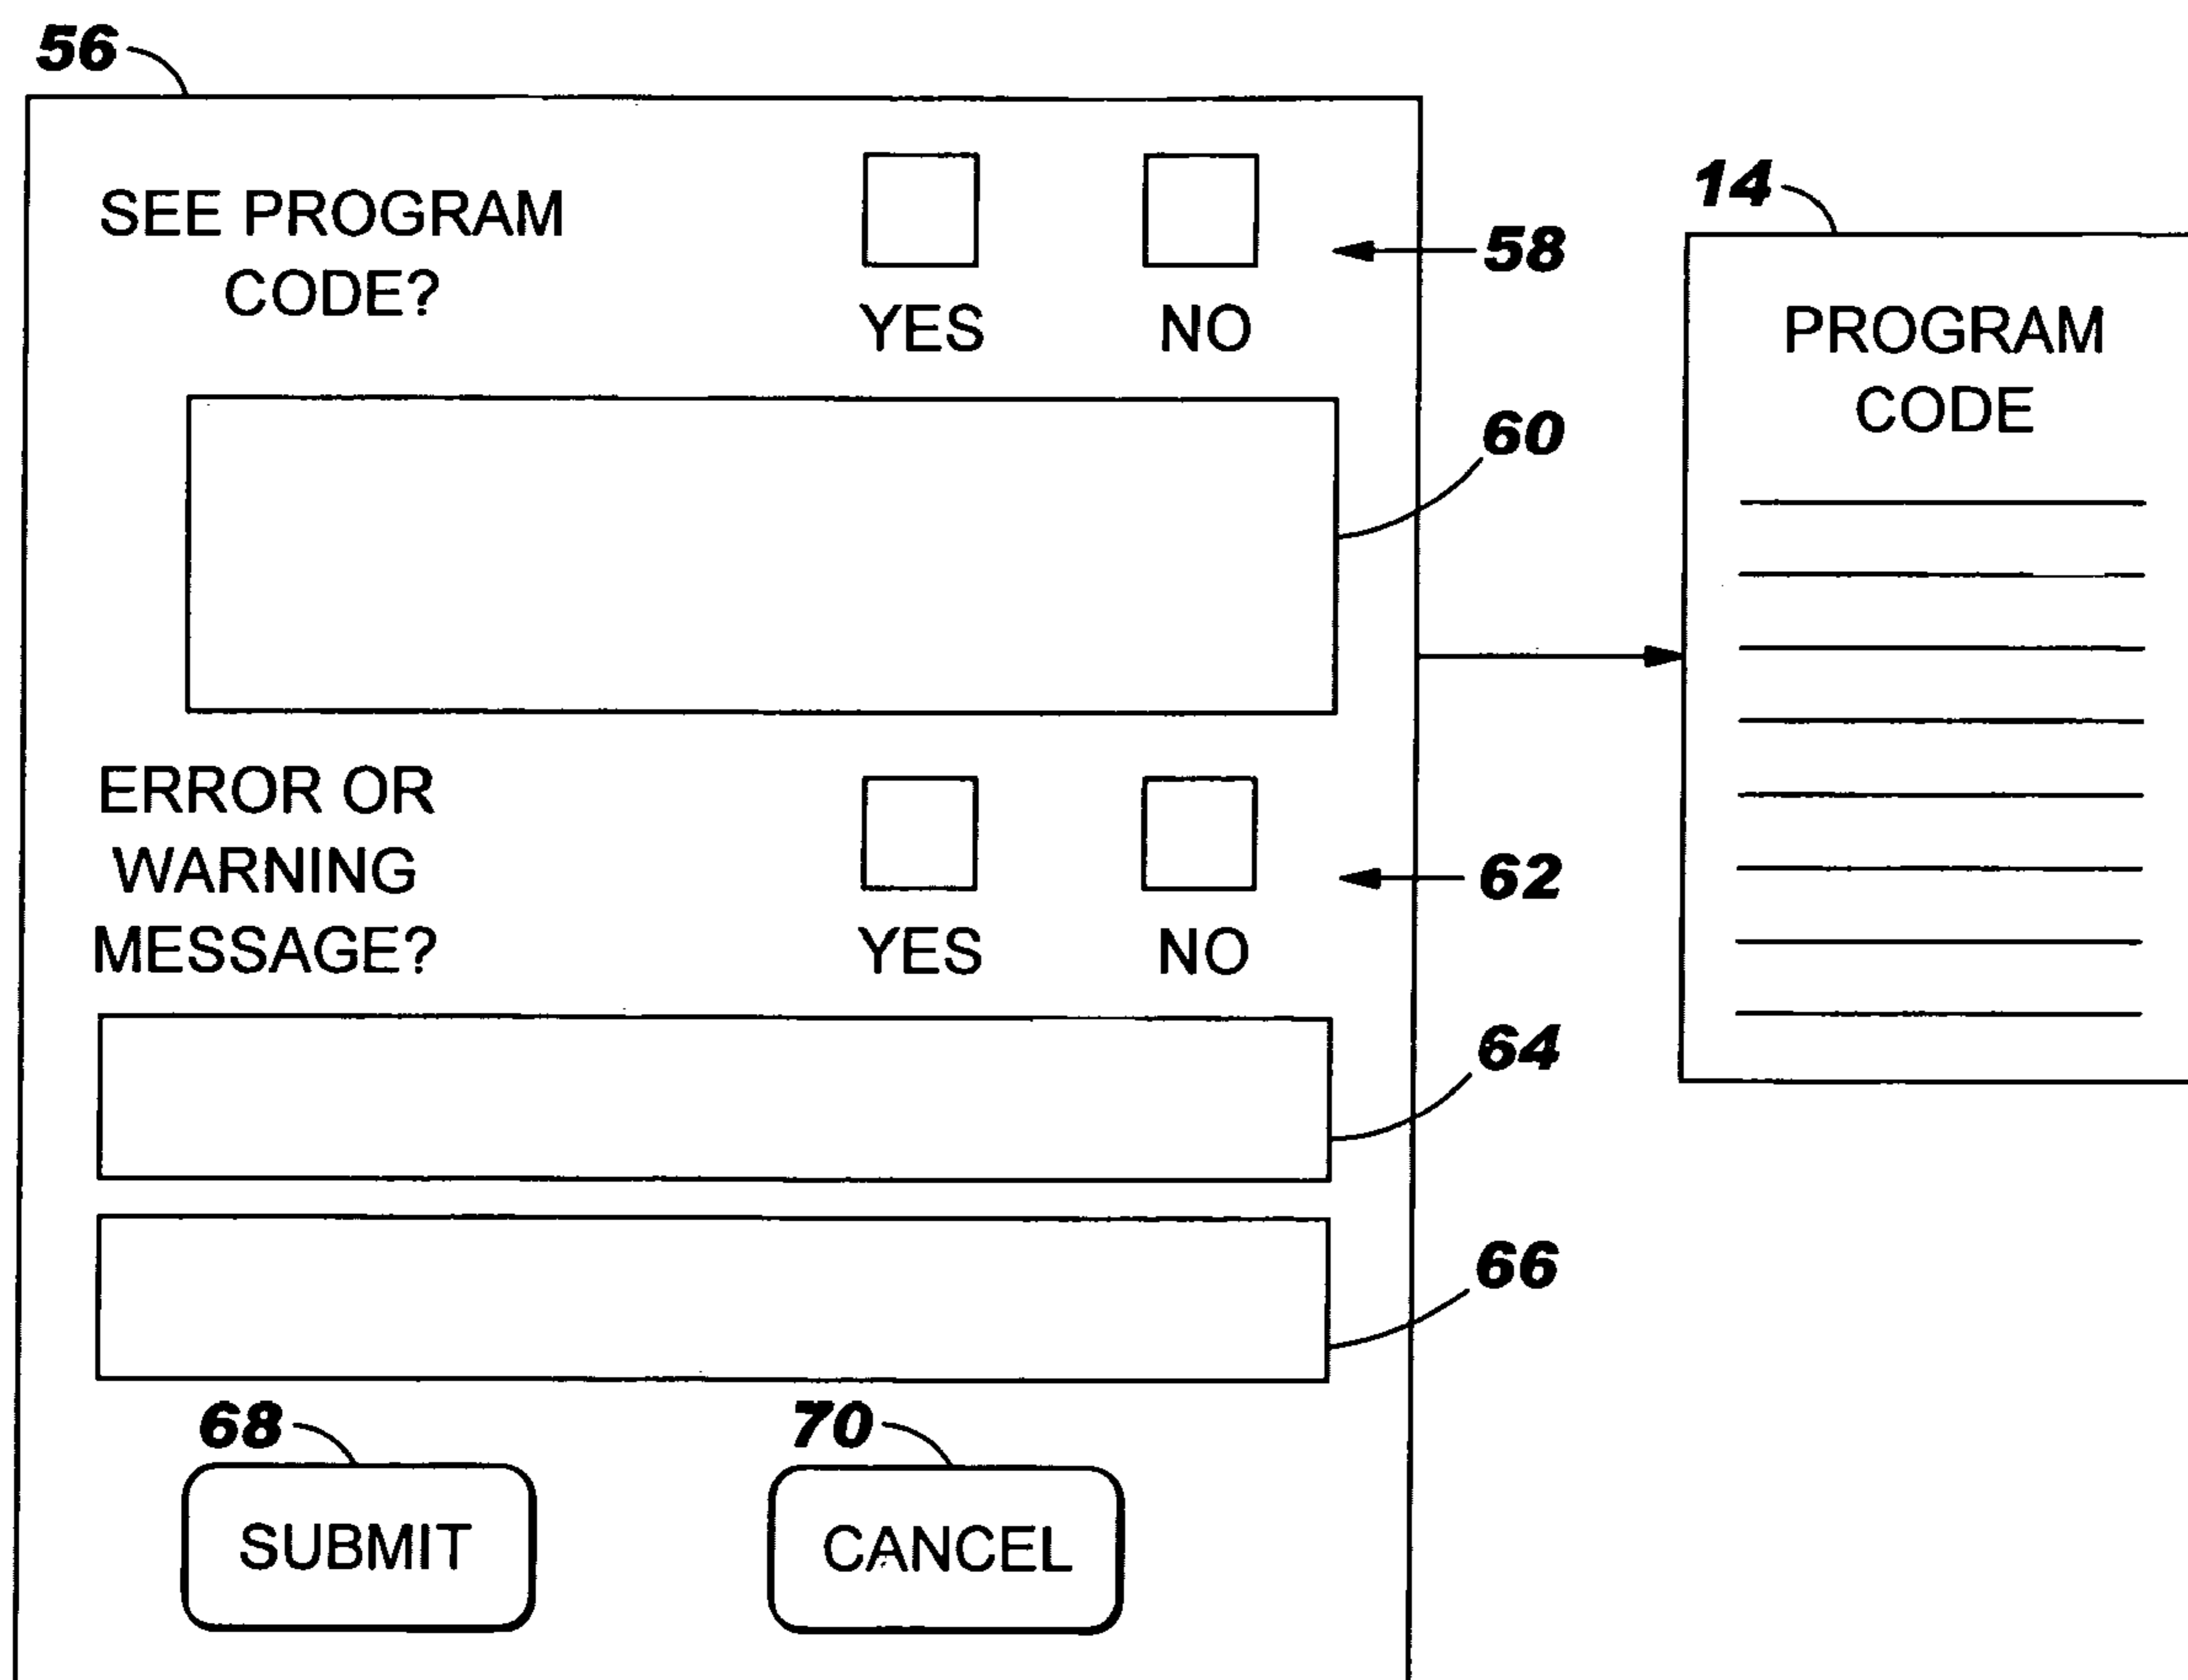 56
SEE PROGRAM
CODE?
YES
NO
58
60
ERROR OR
WARNING
MESSAGE?
YES
NO
62
64
66
68
SUBMIT
70
CANCEL
14
PROGRAM
CODE